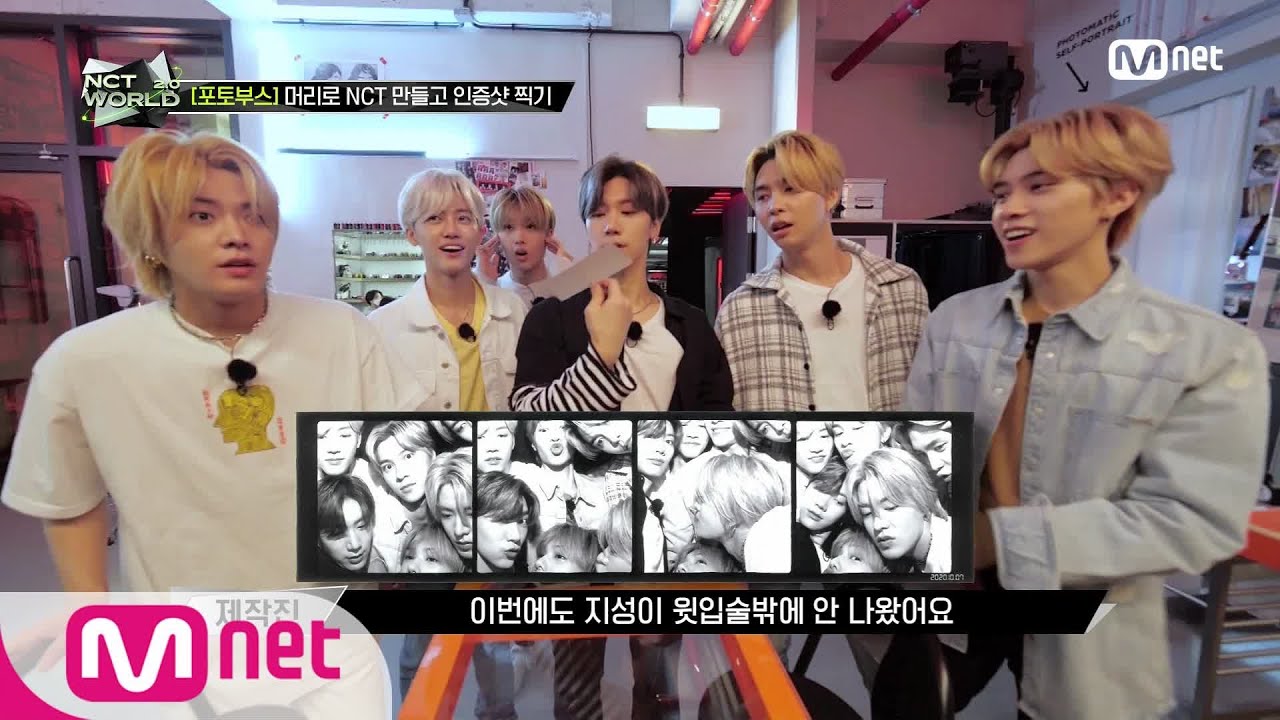 NCT 2.0
WORLD
[포토부스] 머리로 NCT 만들고 인증샷 찍기
PHOTOMATIC
SELF-PORTRAIT
Mnet
2020.10.07
제작진
이번에도 지성이 윗입술밖에 안 나왔어요
Mnet